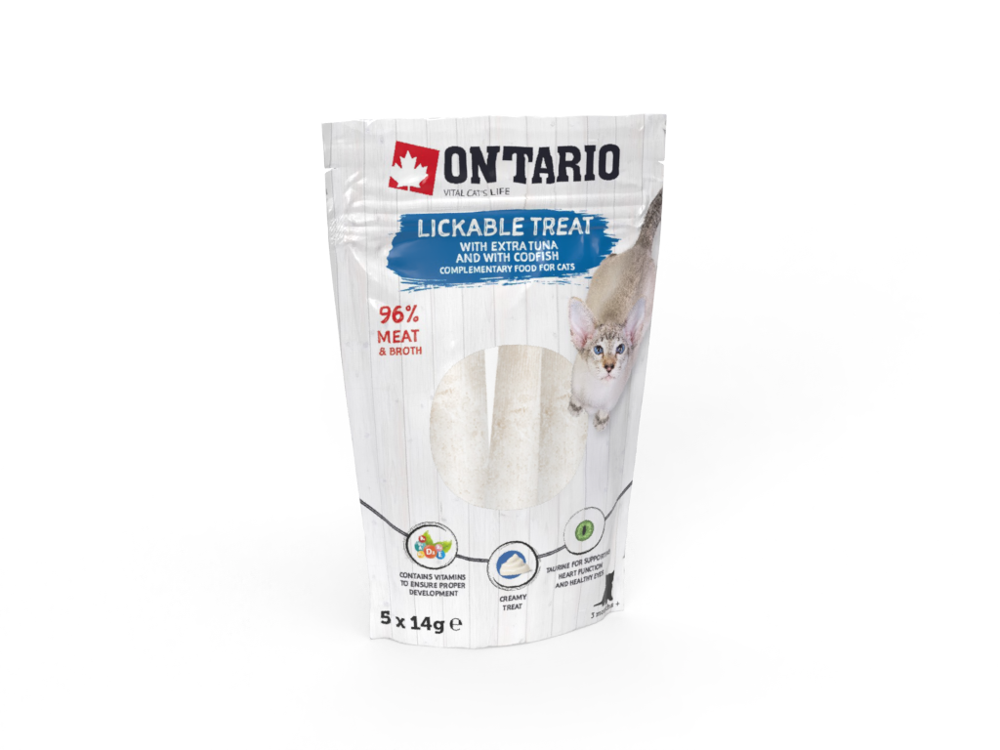 ONTARIO
VITAL CAT'S LIFE
LICKABLE TREAT
WITH EXTRA TUNA
AND WITH CODFISH
COMPLEMENTARY FOOD FOR CATS
96%
MEAT
& BROTH
CONTAINS VITAMINS
TO ENSURE PROPER
DEVELOPMENT
CREAMY
TREAT
TAURINE FOR SUPPORT
HEART FUNCTION
AND HEALTHY EYES
5 x 14g ℮
3 months +